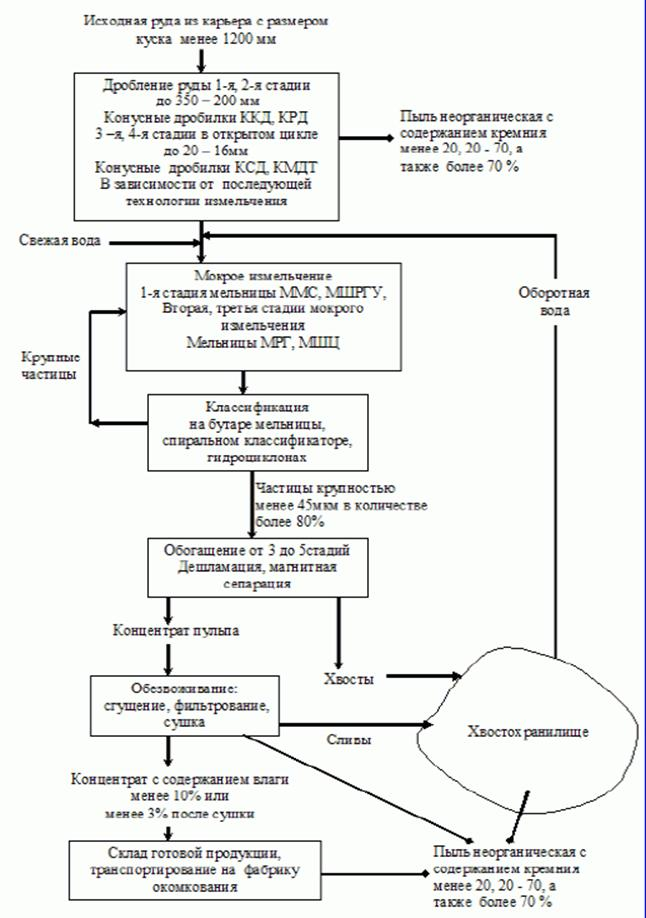 Исходная руда из карьера с размером
куска менее 1200 мм
Дробление руды 1-я, 2-я стадии
до 350 – 200 мм
Конусные дробилки ККД, КРД
3 –я, 4-я стадии в открытом цикле
до 20 – 16мм
Конусные дробилки КСД, КМДТ
В зависимости от последующей
технологии измельчения
Пыль неорганическая с
содержанием кремния
менее 20, 20 - 70, а
также более 70 %
Свежая вода
Мокрое измельчение
1-я стадия мельницы ММС, МШРГУ,
Вторая, третья стадии мокрого
измельчения
Мельницы МРГ, МШЦ
Оборотная
вода
Крупные
частицы
Классификация
на бутаре мельницы,
спиральном классификаторе,
гидроциклонах
Частицы крупностью
менее 45мкм в количестве
более 80%
Обогащение от 3 до 5стадий
Дешламация, магнитная
сепарация
Концентрат пульпа
Хвосты
Обезвоживание:
сгущение, фильтрование,
сушка
Сливы
Хвостохранилище
Концентрат с содержанием влаги
менее 10% или
менее 3% после сушки
Склад готовой продукции,
транспортирование на фабрику
окомкования
Пыль неорганическая с
содержанием кремния
менее 20, 20 - 70, а
также более 70 %